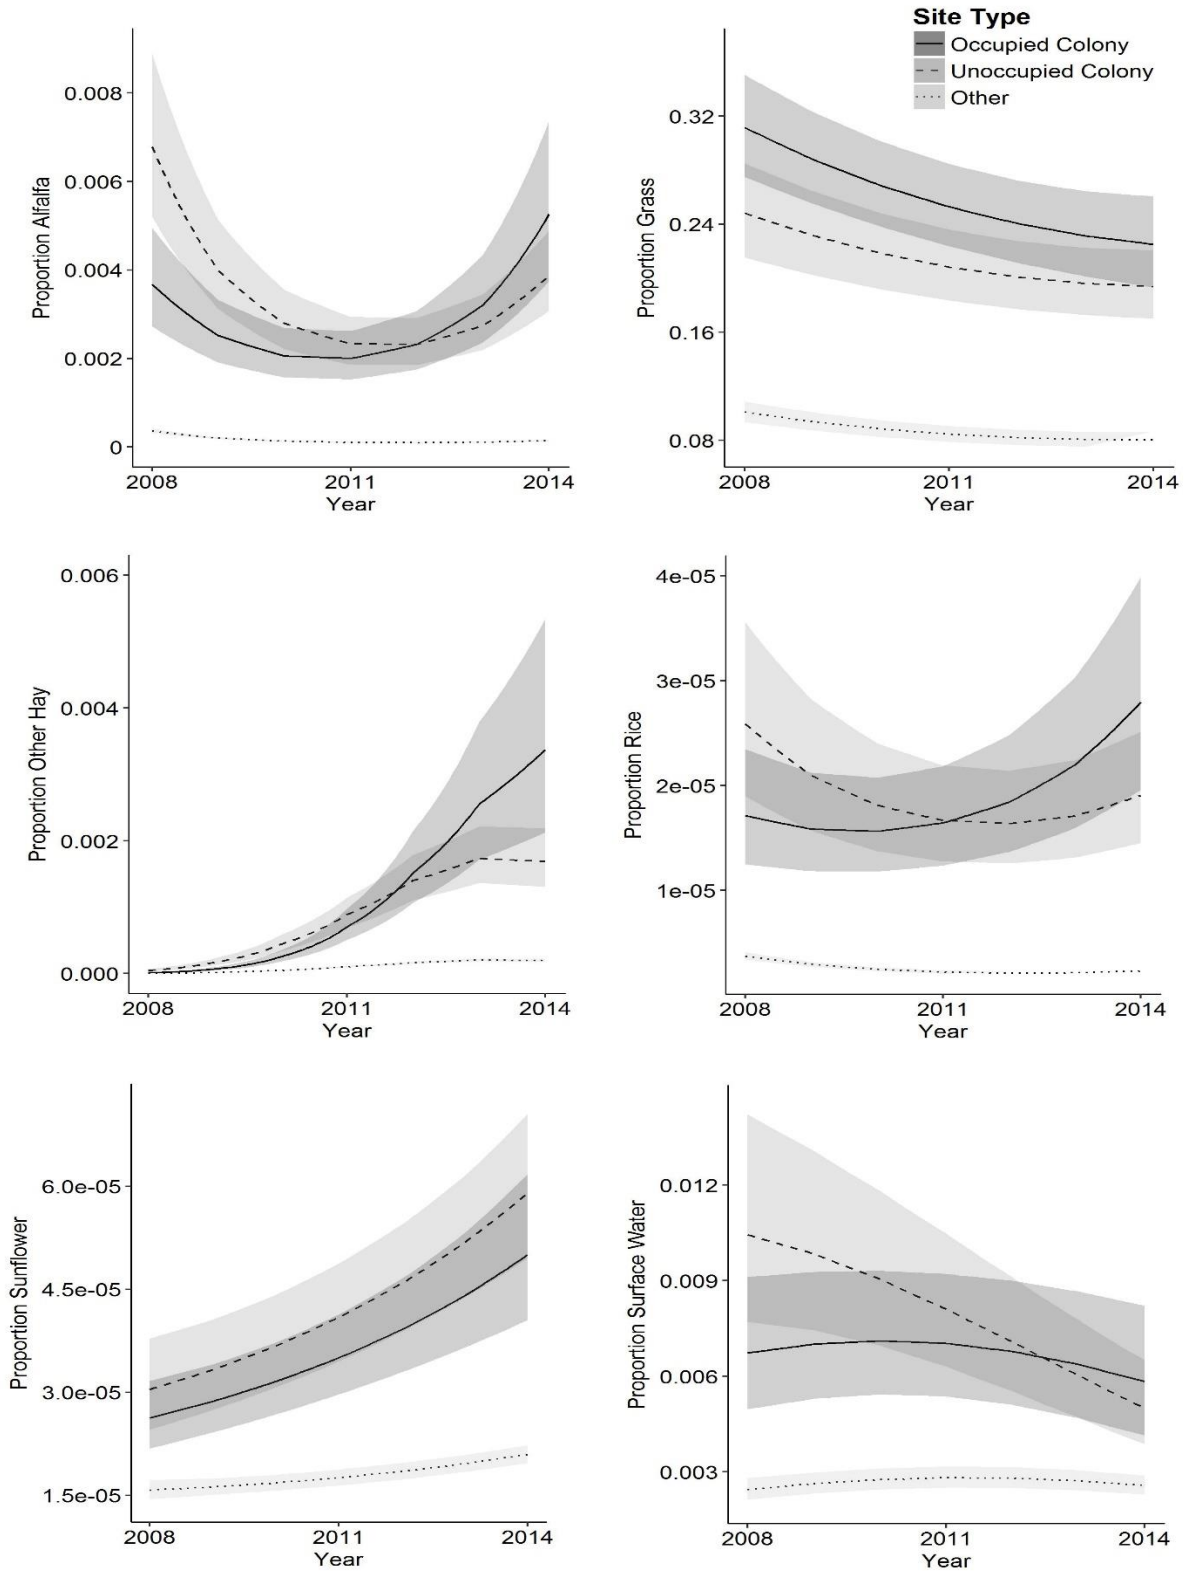 Site Type
Occupied Colony
Unoccupied Colony
Other
Proportion Alfalfa
0.008
0.006
0.004
0.002
0
2008 2011 2014
Year
Proportion Grass
0.32
0.24
0.16
0.08
2008 2011 2014
Year
Proportion Other Hay
0.006
0.004
0.002
0.000
2008 2011 2014
Year
Proportion Rice
4e-05
3e-05
2e-05
1e-05
2008 2011 2014
Year
Proportion Sunflower
6.0e-05
4.5e-05
3.0e-05
1.5e-05
2008 2011 2014
Year
Proportion Surface Water
0.012
0.009
0.006
0.003
2008 2011 2014
Year